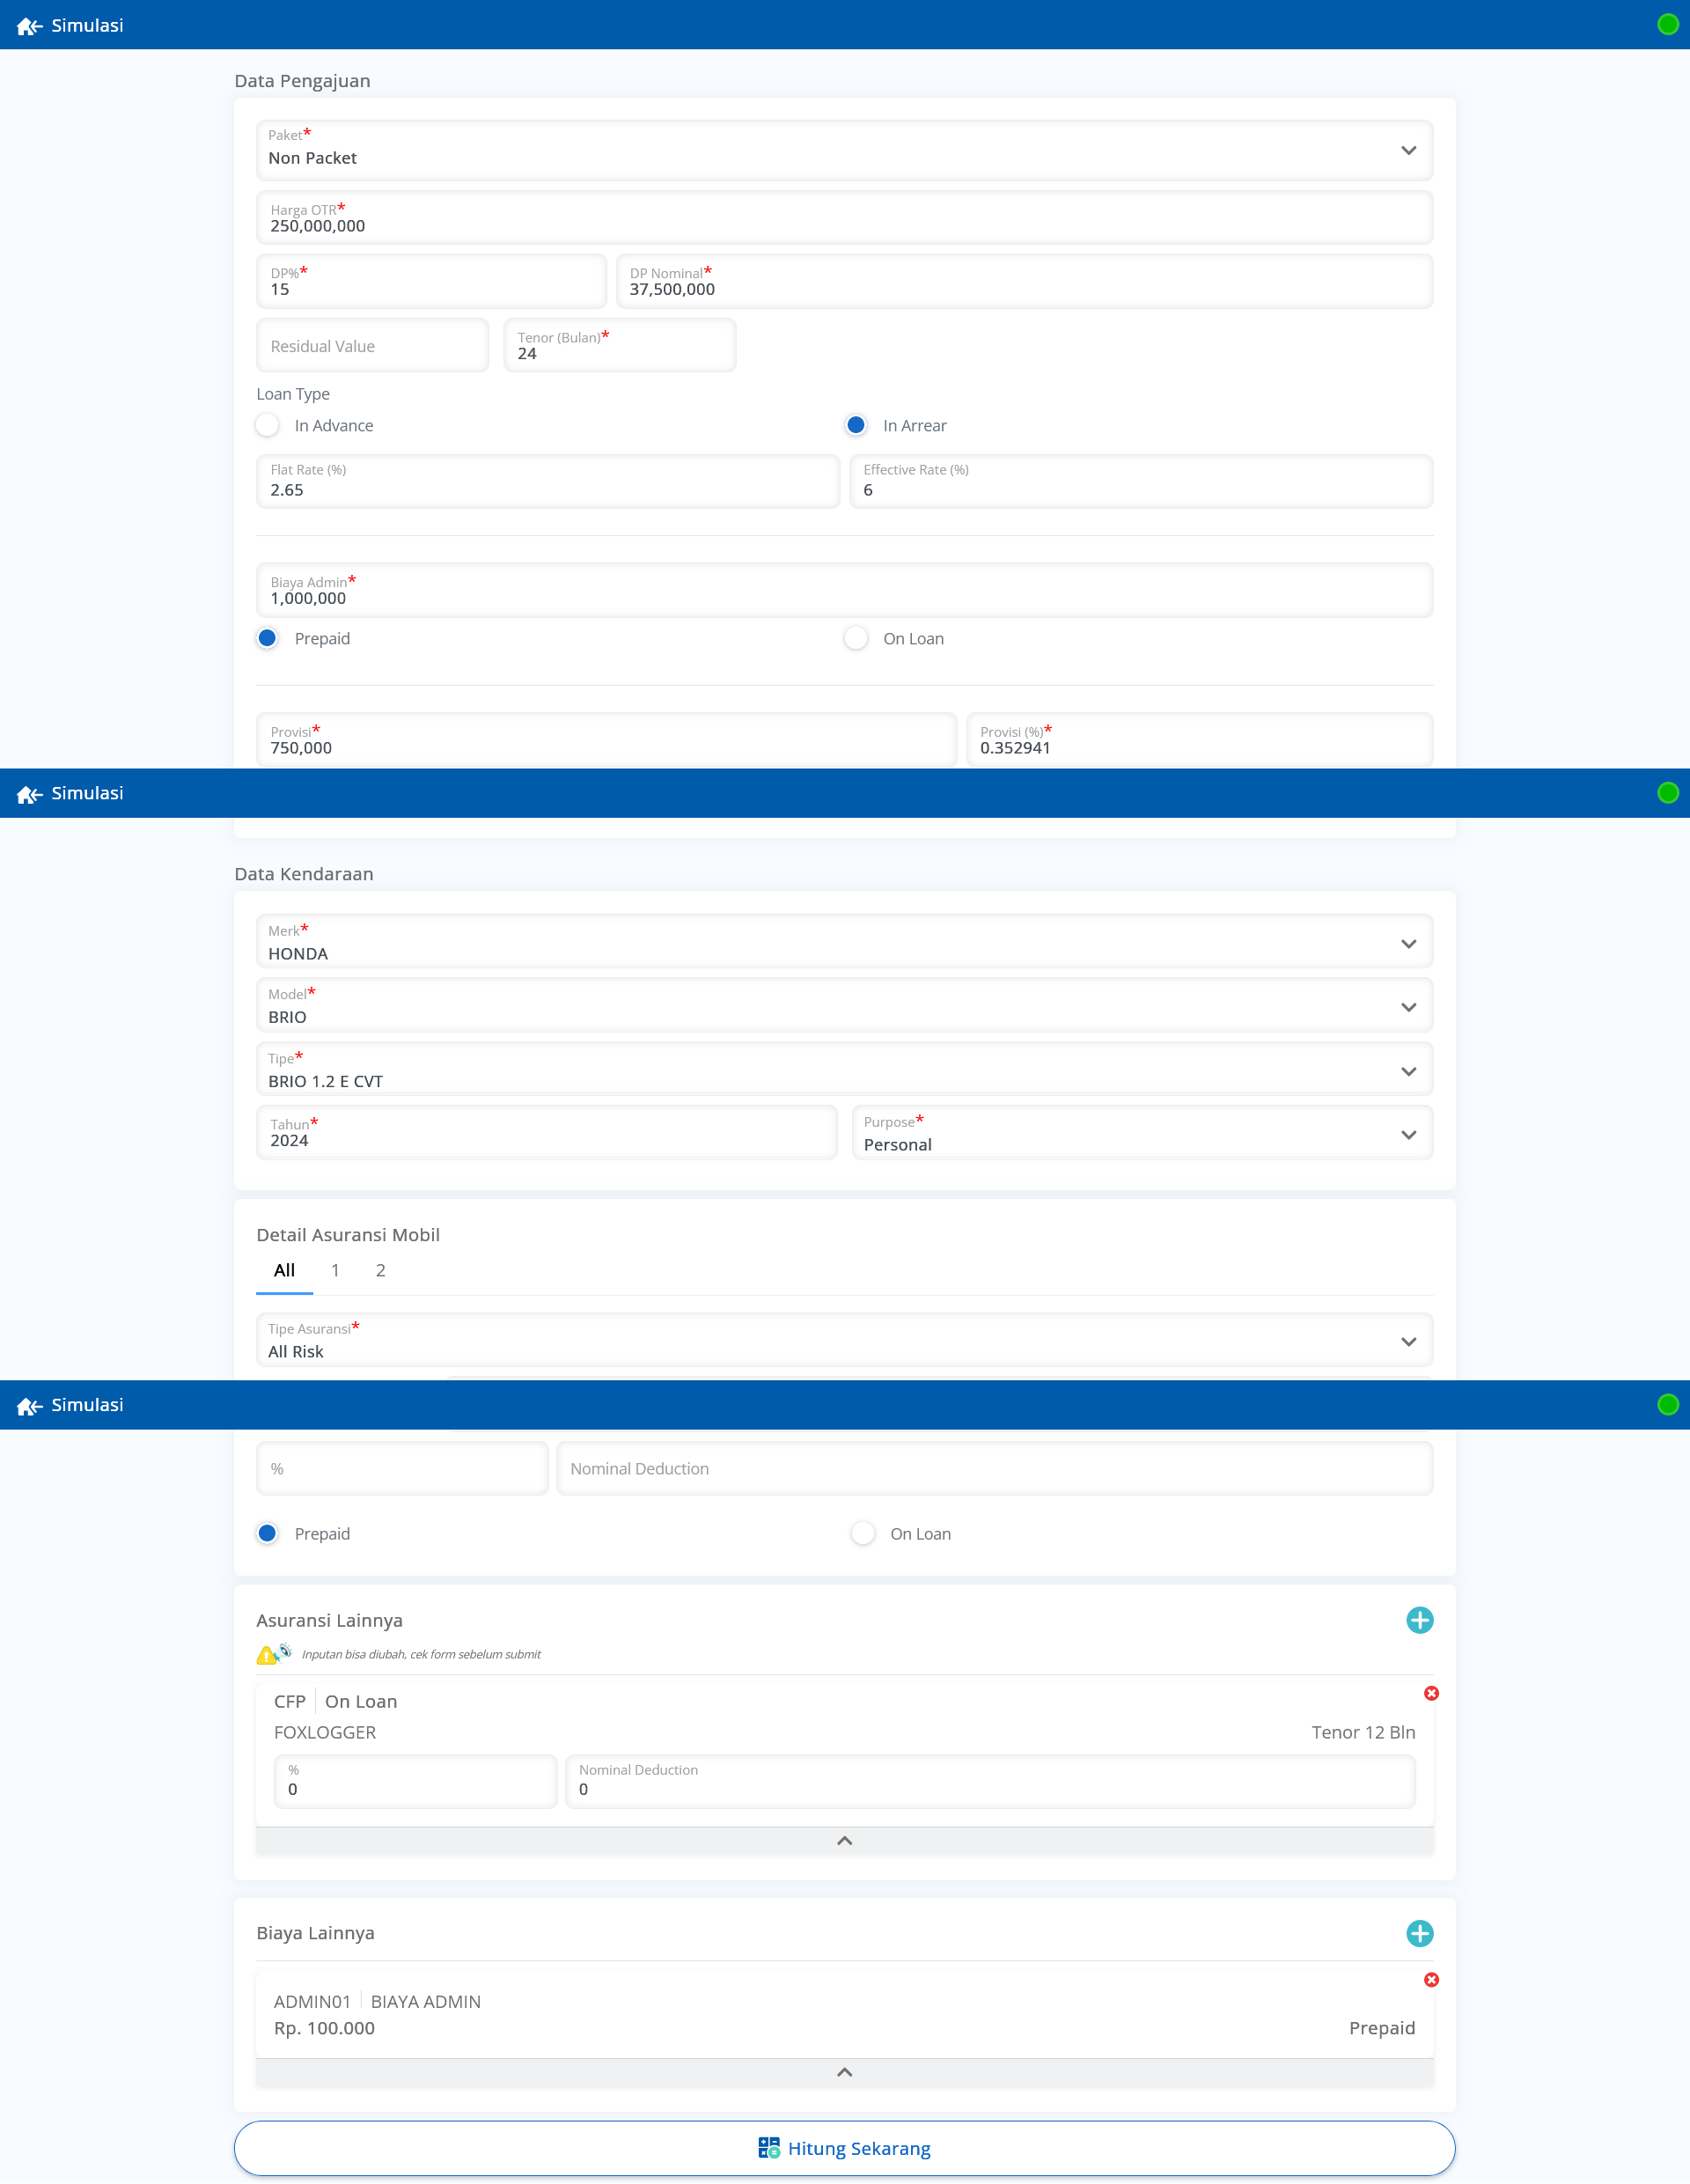 Simulasi
Data Pengajuan
Paket*
Non Packet
Harga OTR*
250,000,000
DP%*
15
DP Nominal*
37,500,000
Residual Value
Tenor (Bulan)*
24
Loan Type
In Advance
In Arrear
Flat Rate (%)
2.65
Effective Rate (%)
6
Biaya Admin*
1,000,000
Prepaid
On Loan
Provisi*
750,000
Provisi (%)*
0.352941
Simulasi
Data Kendaraan
Merk*
HONDA
Model*
BRIO
Tipe*
BRIO 1.2 E CVT
Tahun*
2024
Purpose*
Personal
Detail Asuransi Mobil
All 1 2
Tipe Asuransi*
All Risk
Simulasi
%
Nominal Deduction
Prepaid
On Loan
Asuransi Lainnya
Inputan bisa diubah, cek form sebelum submit
CFP On Loan
FOXLOGGER
Tenor 12 Bln
%
0
Nominal Deduction
0
Biaya Lainnya
ADMIN01 BIAYA ADMIN
Rp. 100.000
Prepaid
Hitung Sekarang